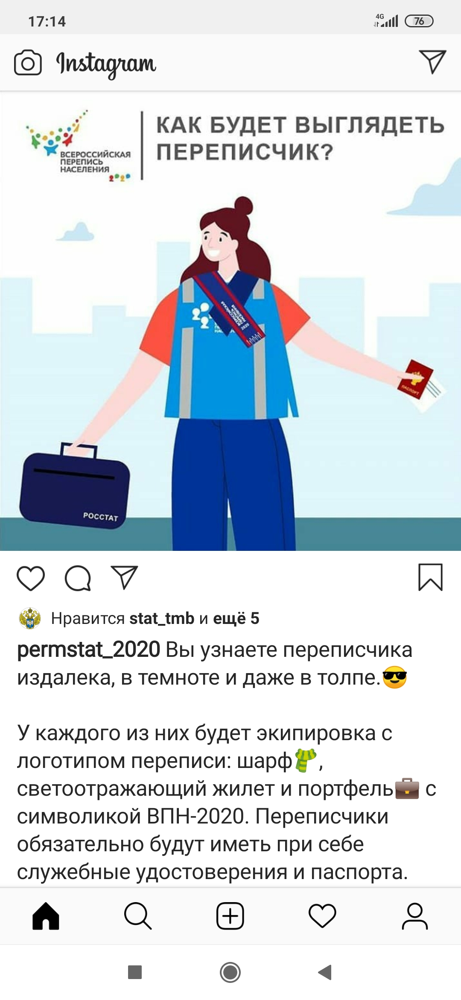 17:14
4G
76
Instagram
ВСЕРОССИЙСКАЯ
ПЕРЕПИСЬ
НАСЕЛЕНИЯ
2020
КАК БУДЕТ ВЫГЛЯДЕТЬ
ПЕРЕПИСЧИК?
2020
ПАСПОРТ
РОССТАТ
Нравится stat_tmb и ещё 5
permstat_2020 Вы узнаете переписчика
издалека, в темноте и даже в толпе.😎
У каждого из них будет экипировка с
логотипом переписи: шарф🧣,
светоотражающий жилет и портфель💼 с
символикой ВПН-2020. Переписчики
обязательно будут иметь при себе
служебные удостоверения и паспорта.